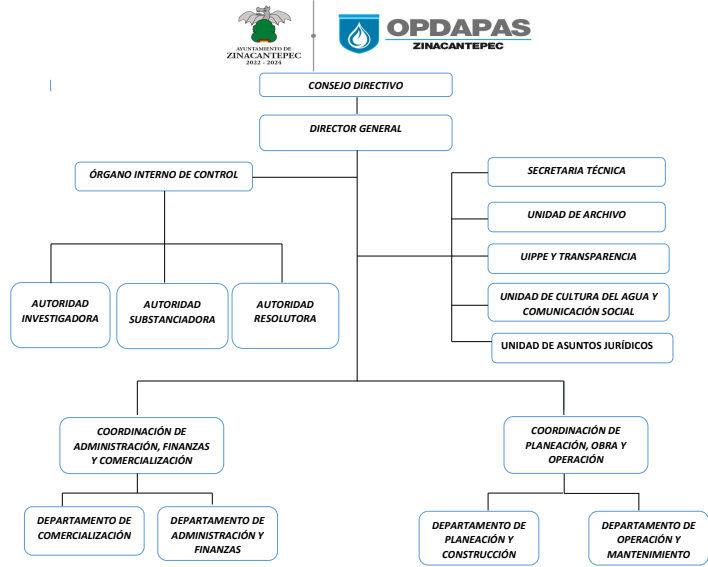 AYUNTAMIENTO DE
ZINACANTEPEC
2022 - 2024
OPDAPAS
ZINACANTEPEC
CONSEJO DIRECTIVO
DIRECTOR GENERAL
ÓRGANO INTERNO DE CONTROL
SECRETARIA TÉCNICA
UNIDAD DE ARCHIVO
UIPPE Y TRANSPARENCIA
UNIDAD DE CULTURA DEL AGUA Y
COMUNICACIÓN SOCIAL
UNIDAD DE ASUNTOS JURÍDICOS
AUTORIDAD
INVESTIGADORA
AUTORIDAD
SUBSTANCIADORA
AUTORIDAD
RESOLUTORA
COORDINACIÓN DE
ADMINISTRACIÓN, FINANZAS
Y COMERCIALIZACIÓN
COORDINACIÓN DE
PLANEACIÓN, OBRA Y
OPERACIÓN
DEPARTAMENTO DE
COMERCIALIZACIÓN
DEPARTAMENTO DE
ADMINISTRACIÓN Y
FINANZAS
DEPARTAMENTO DE
PLANEACIÓN Y
CONSTRUCCIÓN
DEPARTAMENTO DE
OPERACIÓN Y
MANTENIMIENTO